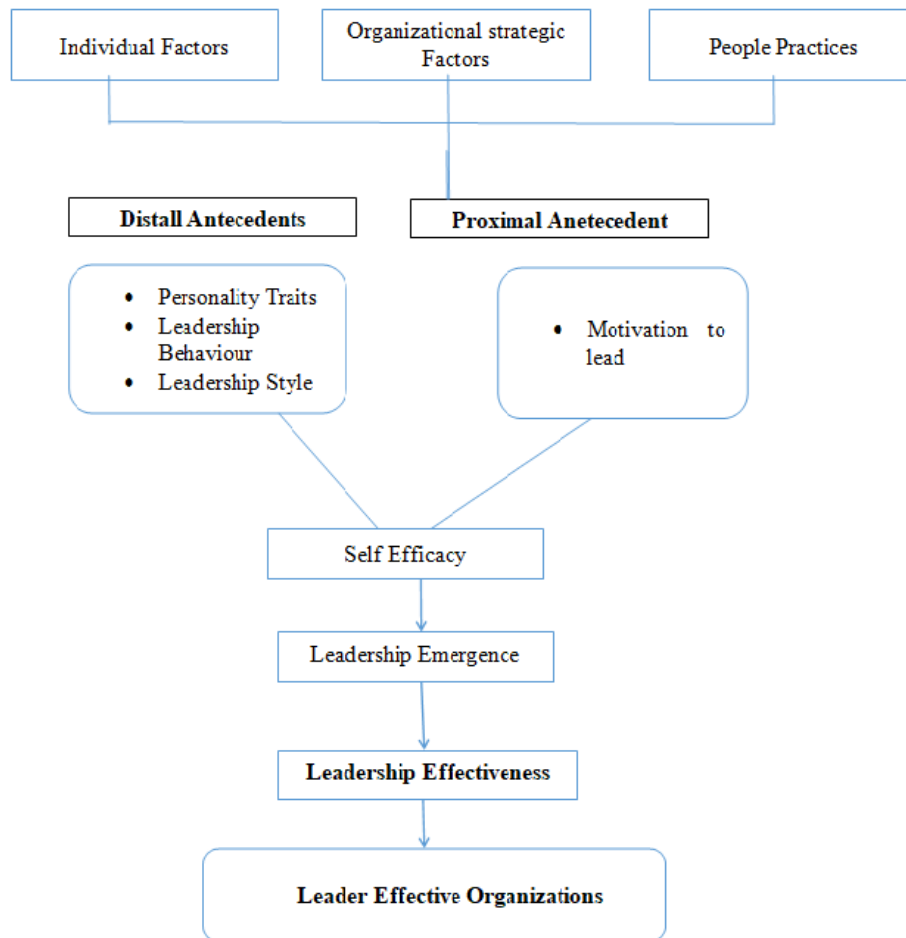 Individual Factors
Organizational strategic
Factors
People Practices
Distall Antecedents
Proximal Anetecedent
• Personality Traits
• Leadership
Behaviour
• Leadership Style
• Motivation to
lead
Self Efficacy
Leadership Emergence
Leadership Effectiveness
Leader Effective Organizations